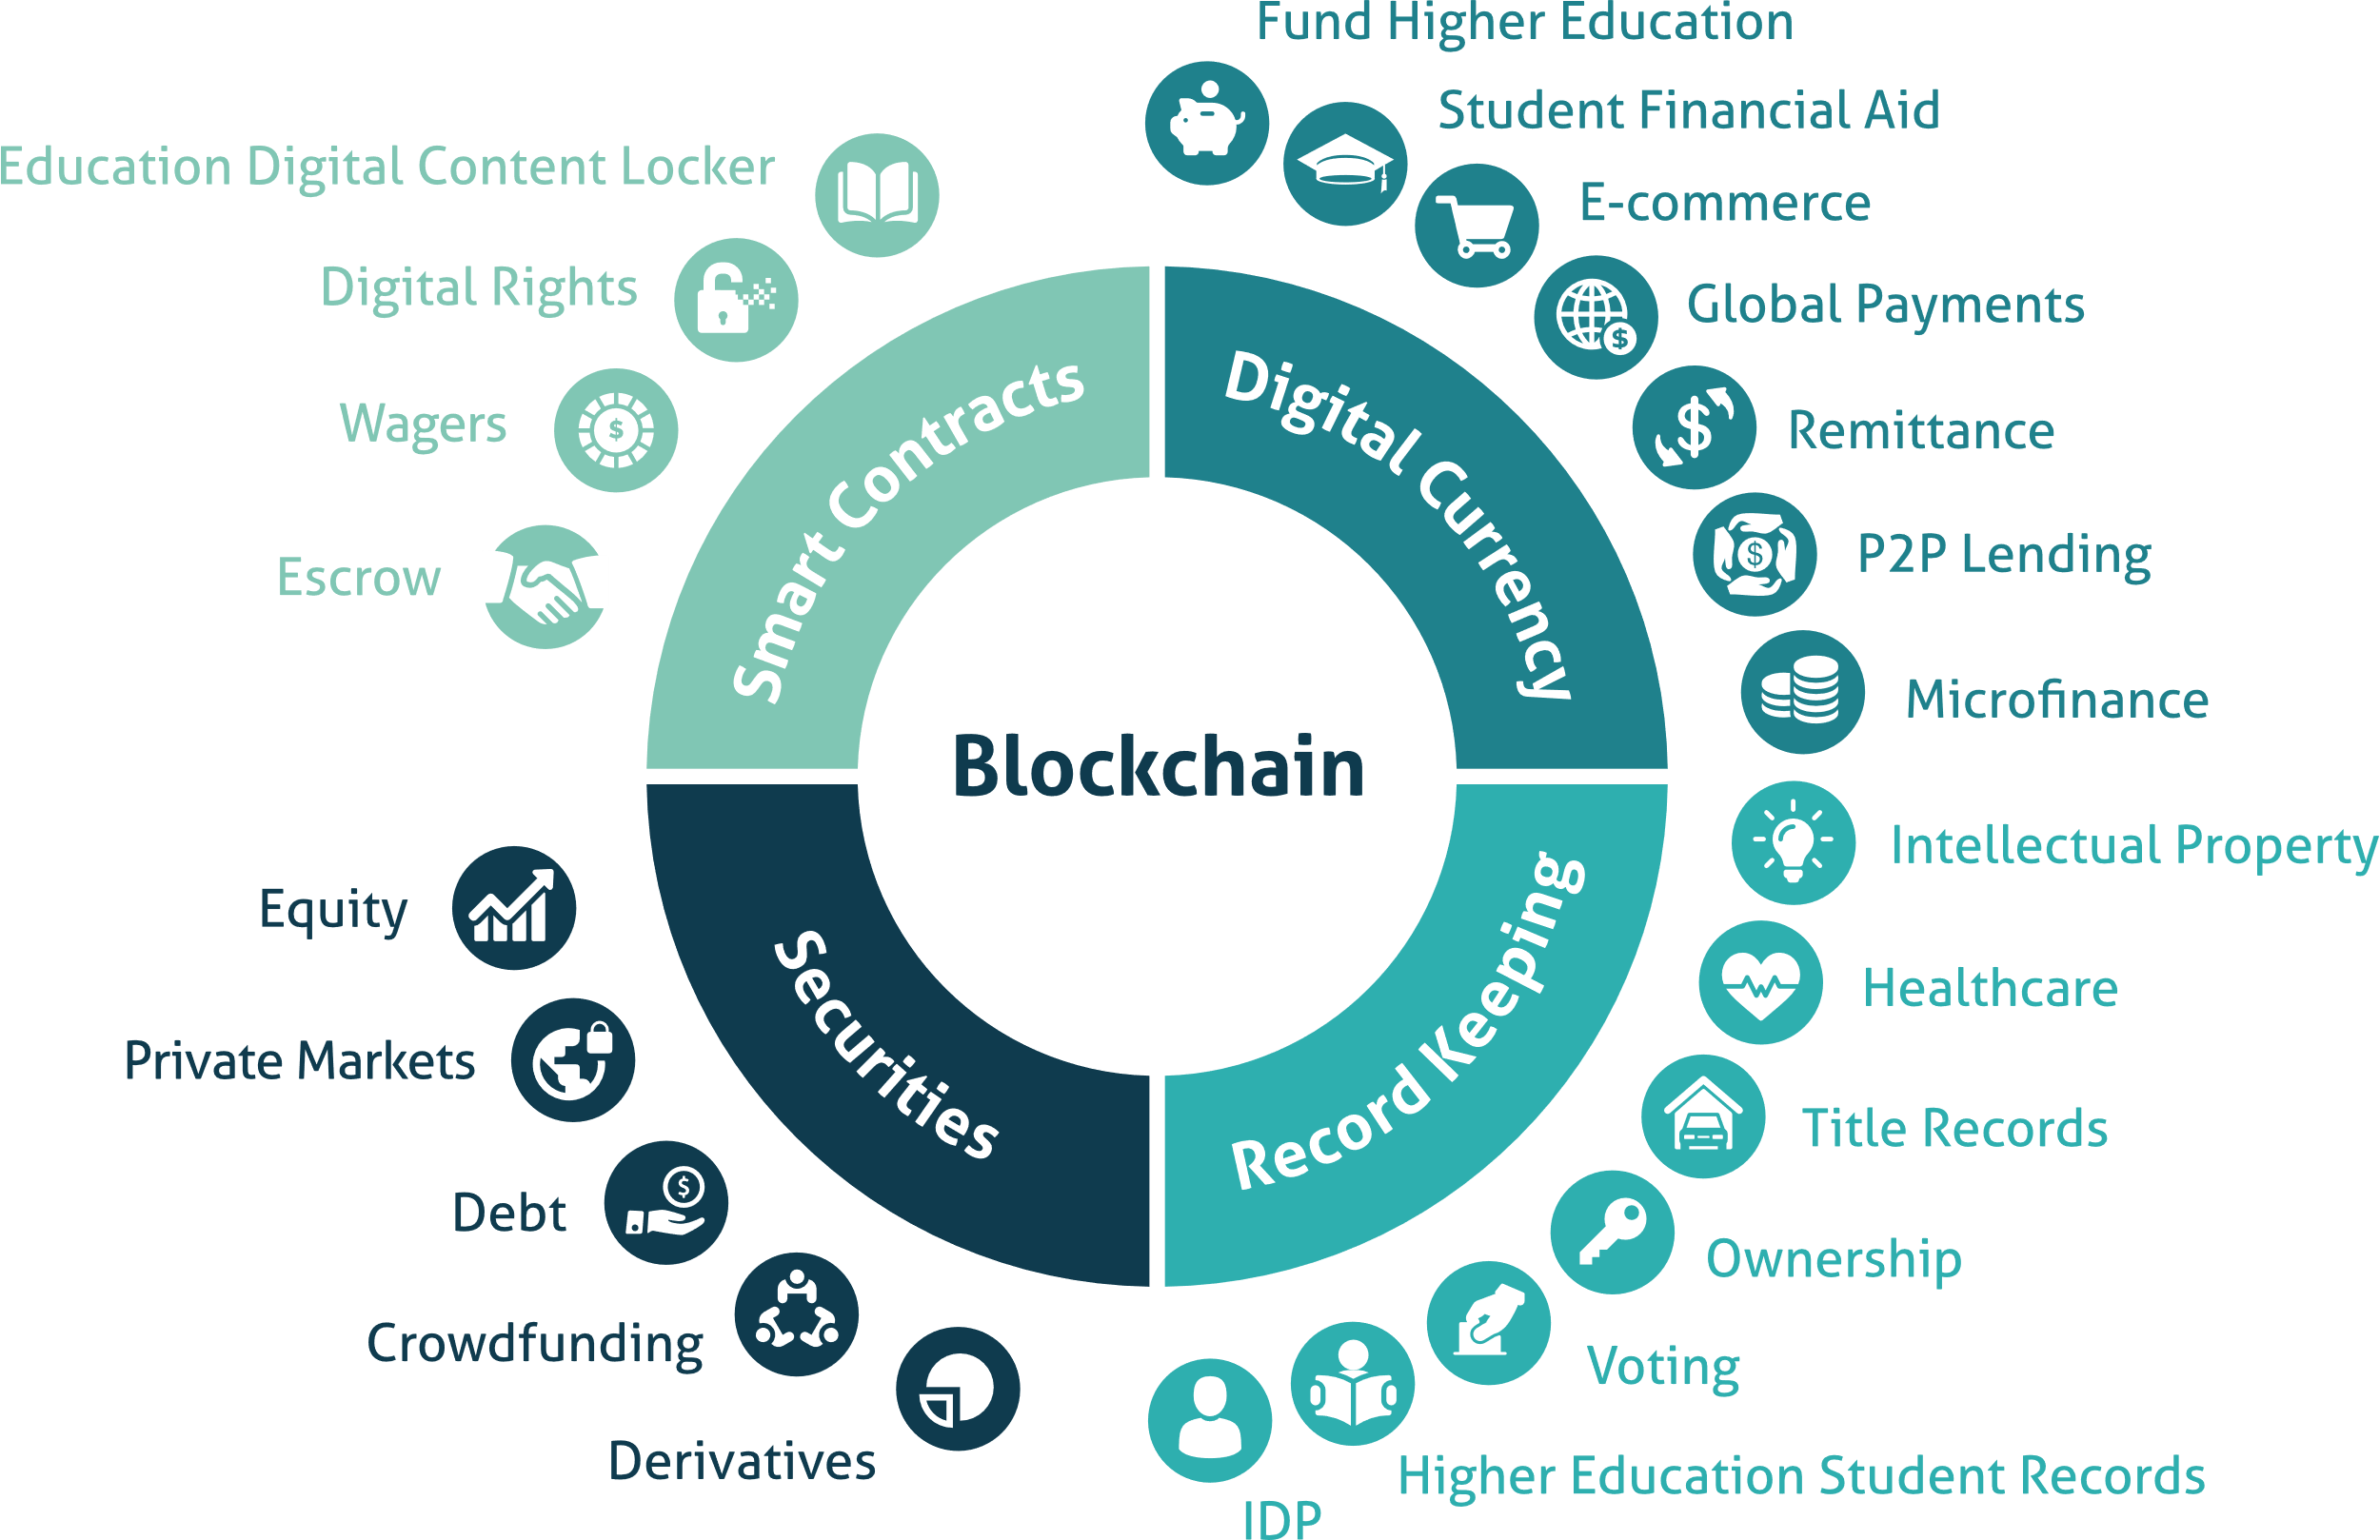 Fund Higher Education
Student Financial Aid
E-commerce
Global Payments
Remittance
P2P Lending
Microfinance
Intellectual Property
Healthcare
Title Records
Ownership
Voting
Higher Education Student Records
IDP
Education Digital Content Locker
Digital Rights
Wagers
Escrow
Equity
Private Markets
Debt
Crowdfunding
Derivatives
Smart Contracts
Digital Currency
Securities
Record Keeping
Blockchain
$
$
$
$
$